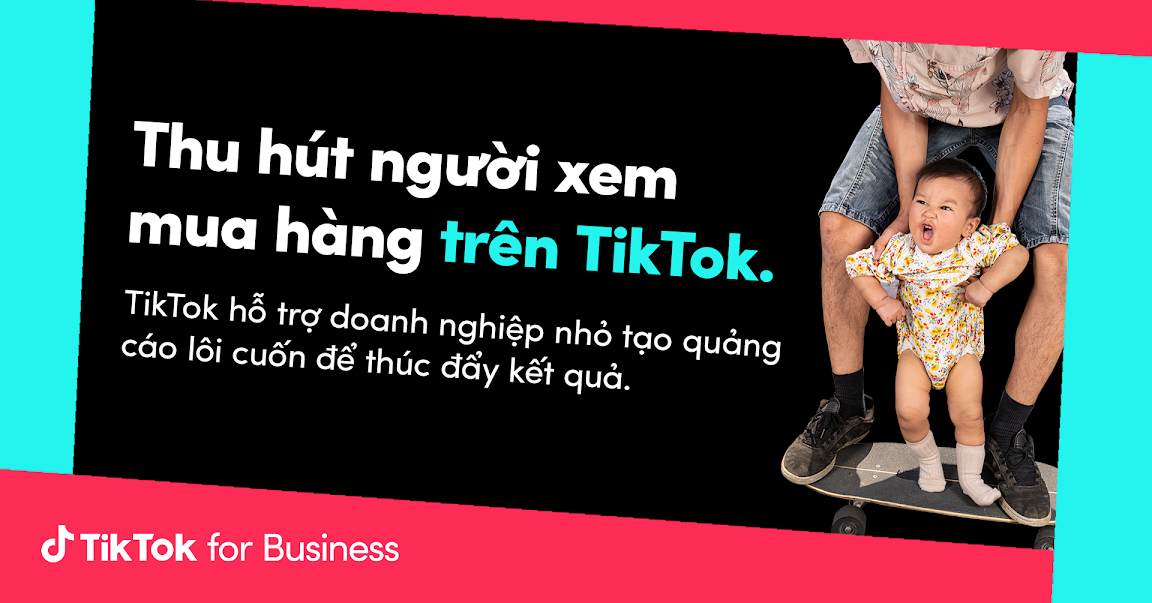 Thu hút người xem
mua hàng trên TikTok.
TikTok hỗ trợ doanh nghiệp nhỏ tạo quảng
cáo lôi cuốn để thúc đẩy kết quả.
TikTok for Business